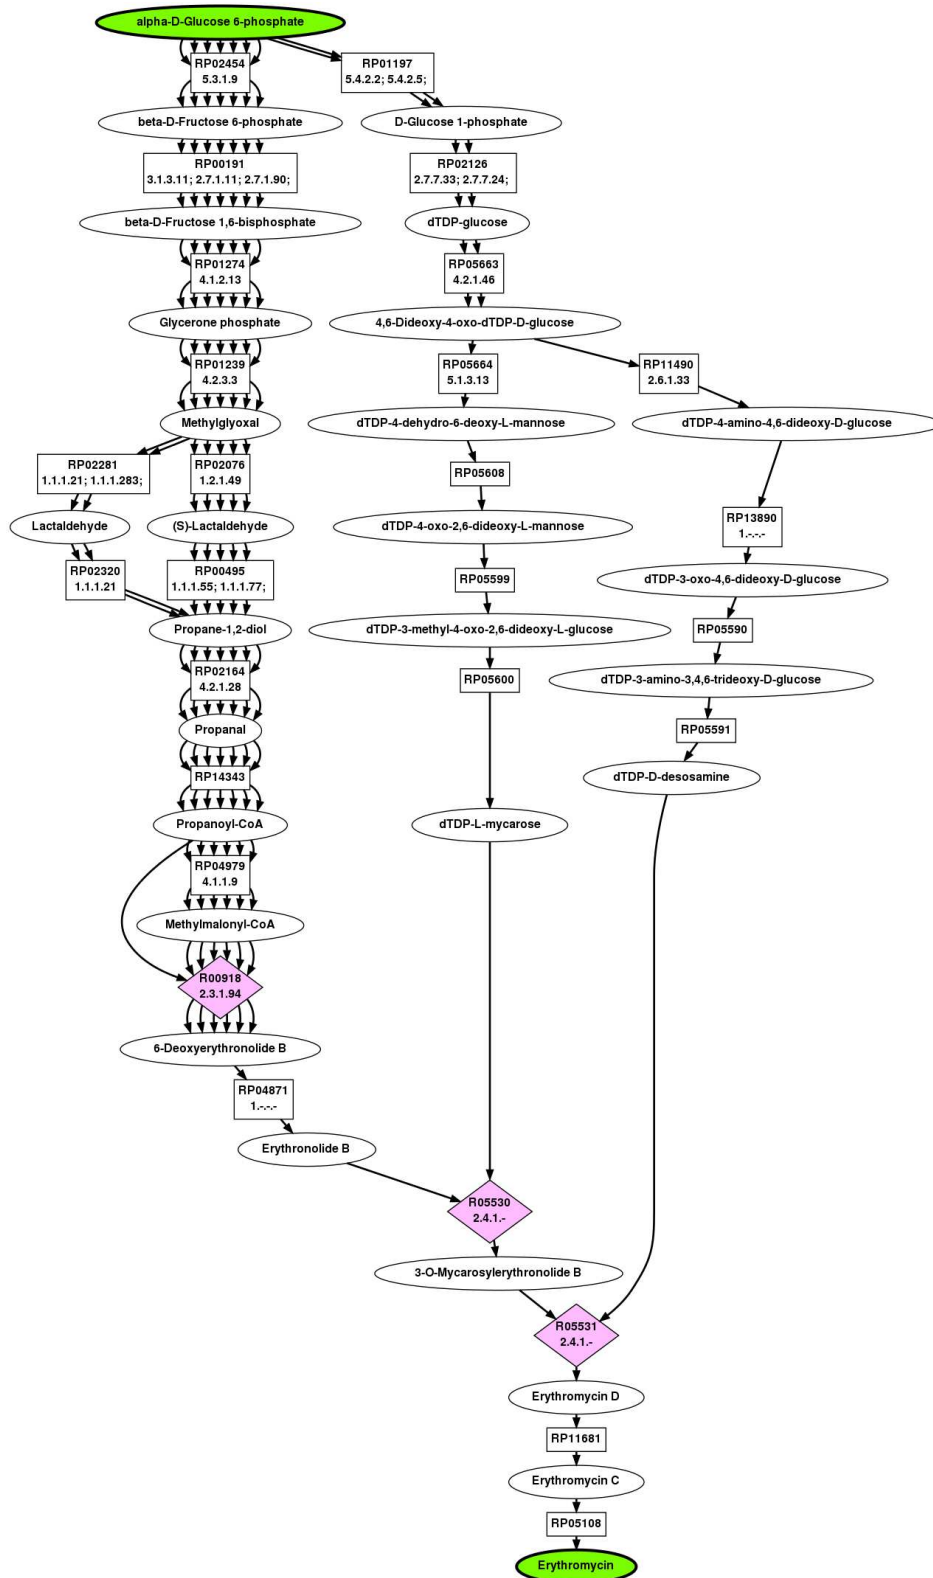 alpha-D-Glucose 6-phosphate
RP02454
5.3.1.9
RP01197
5.4.2.2; 5.4.2.5;
beta-D-Fructose 6-phosphate
D-Glucose 1-phosphate
RP00191
3.1.3.11; 2.7.1.11; 2.7.1.90;
RP02126
2.7.7.33; 2.7.7.24;
beta-D-Fructose 1,6-bisphosphate
dTDP-glucose
RP01274
4.1.2.13
RP05663
4.2.1.46
Glycerone phosphate
4,6-Dideoxy-4-oxo-dTDP-D-glucose
RP01239
4.2.3.3
RP05664
5.1.3.13
RP11490
2.6.1.33
Methylglyoxal
dTDP-4-dehydro-6-deoxy-L-mannose
dTDP-4-amino-4,6-dideoxy-D-glucose
RP02281
1.1.1.21; 1.1.1.283;
RP02076
1.2.1.49
RP05608
Lactaldehyde
(S)-Lactaldehyde
dTDP-4-oxo-2,6-dideoxy-L-mannose
RP13890
1.-.-.-
RP02320
1.1.1.21
RP00495
1.1.1.55; 1.1.1.77;
RP05599
dTDP-3-oxo-4,6-dideoxy-D-glucose
Propane-1,2-diol
dTDP-3-methyl-4-oxo-2,6-dideoxy-L-glucose
RP05590
RP02164
4.2.1.28
RP05600
dTDP-3-amino-3,4,6-trideoxy-D-glucose
Propanal
RP05591
RP14343
dTDP-D-desosamine
Propanoyl-CoA
dTDP-L-mycarose
RP04979
4.1.1.9
Methylmalonyl-CoA
R00918
2.3.1.94
6-Deoxyerythronolide B
RP04871
1.-.-.-
Erythronolide B
R05530
2.4.1.-
3-O-Mycarosylerythronolide B
R05531
2.4.1.-
Erythromycin D
RP11681
Erythromycin C
RP05108
Erythromycin